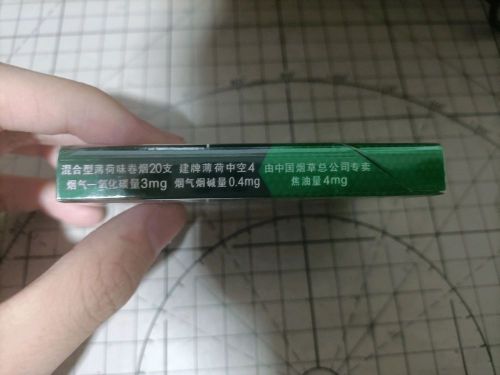 混合型薄荷味卷烟20支 建牌薄荷中空4 由中国烟草总公司专卖
烟气一氧化碳量3mg 烟气烟碱量0.4mg 焦油量4mg